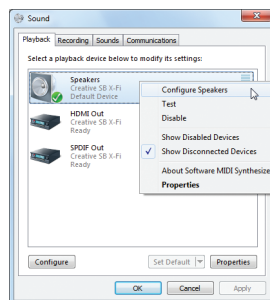 Sound
Playback Recording Sounds Communications
Select a playback device below to modify its settings:
Speakers
Creative SB X-Fi
Default Device
HDMI Out
Creative SB X-Fi
Ready
SPDIF Out
Creative SB X-Fi
Ready
Configure Speakers
Test
Disable
Show Disabled Devices
Show Disconnected Devices
About Software MIDI Synthesize
Properties
Configure Set Default Properties
OK Cancel Apply